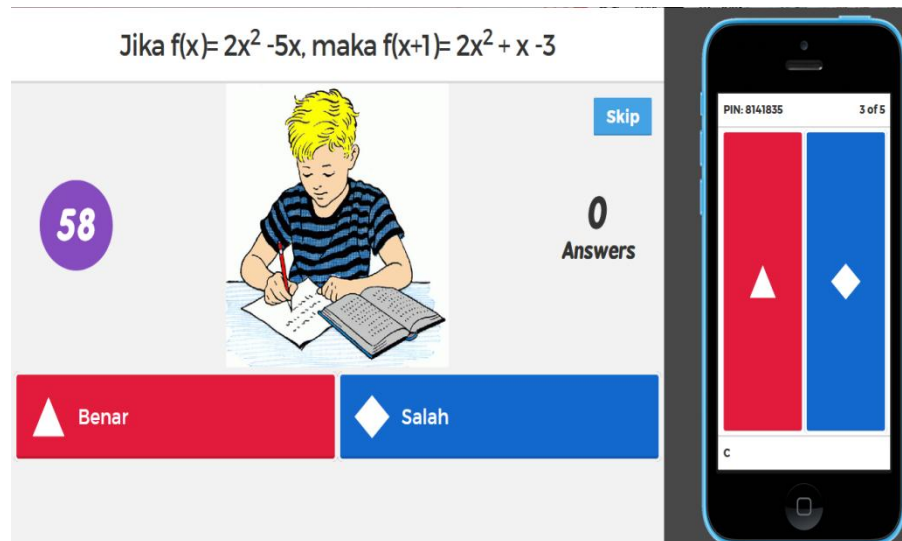 Jika f(x)= 2x² -5x, maka f(x+1)= 2x² + x -3
Skip
58
0
Answers
Benar
Salah
PIN: 8141835 3 of 5
C